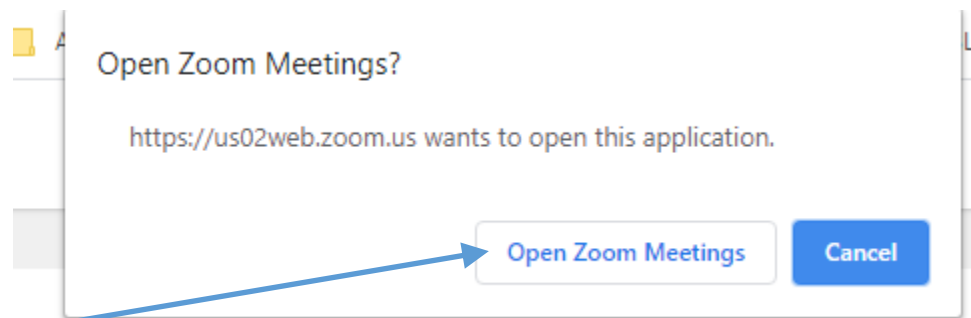 Open Zoom Meetings?
https://us02web.zoom.us wants to open this application.
Open Zoom Meetings Cancel